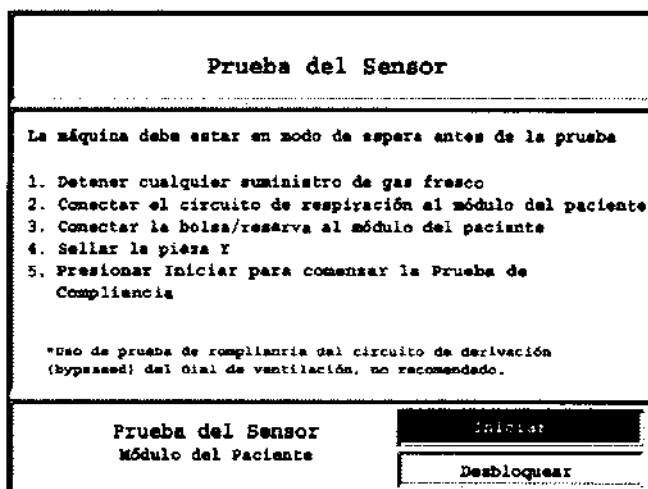 Prueba del Sensor
La máquina debe estar en modo de espera antes de la prueba
1. Detener cualquier suministro de gas fresco
2. Conectar el circuito de respiración al módulo del paciente
3. Conectar la bolsa/reserva al módulo del paciente
4. Sellar la pieza Y
5. Presionar Iniciar para comenzar la Prueba de
Compliancia
*Uso de prueba de compliancia del circuito de derivación
(bypassed) del Dial de ventilación, no recomendado.
Prueba del Sensor
Módulo del Paciente
Iniciar
Desbloquear